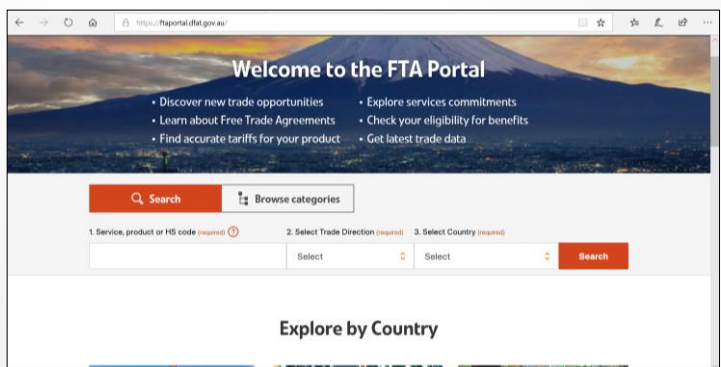 https://ftaportal.dfat.gov.au/
Welcome to the FTA Portal
• Discover new trade opportunities
• Learn about Free Trade Agreements
• Find accurate tariffs for your product
• Explore services commitments
• Check your eligibility for benefits
• Get latest trade data
Search
Browse categories
1. Service, product or HS code (required) ?
2. Select Trade Direction (required)
3. Select Country (required)
Select
Select
Search
Explore by Country